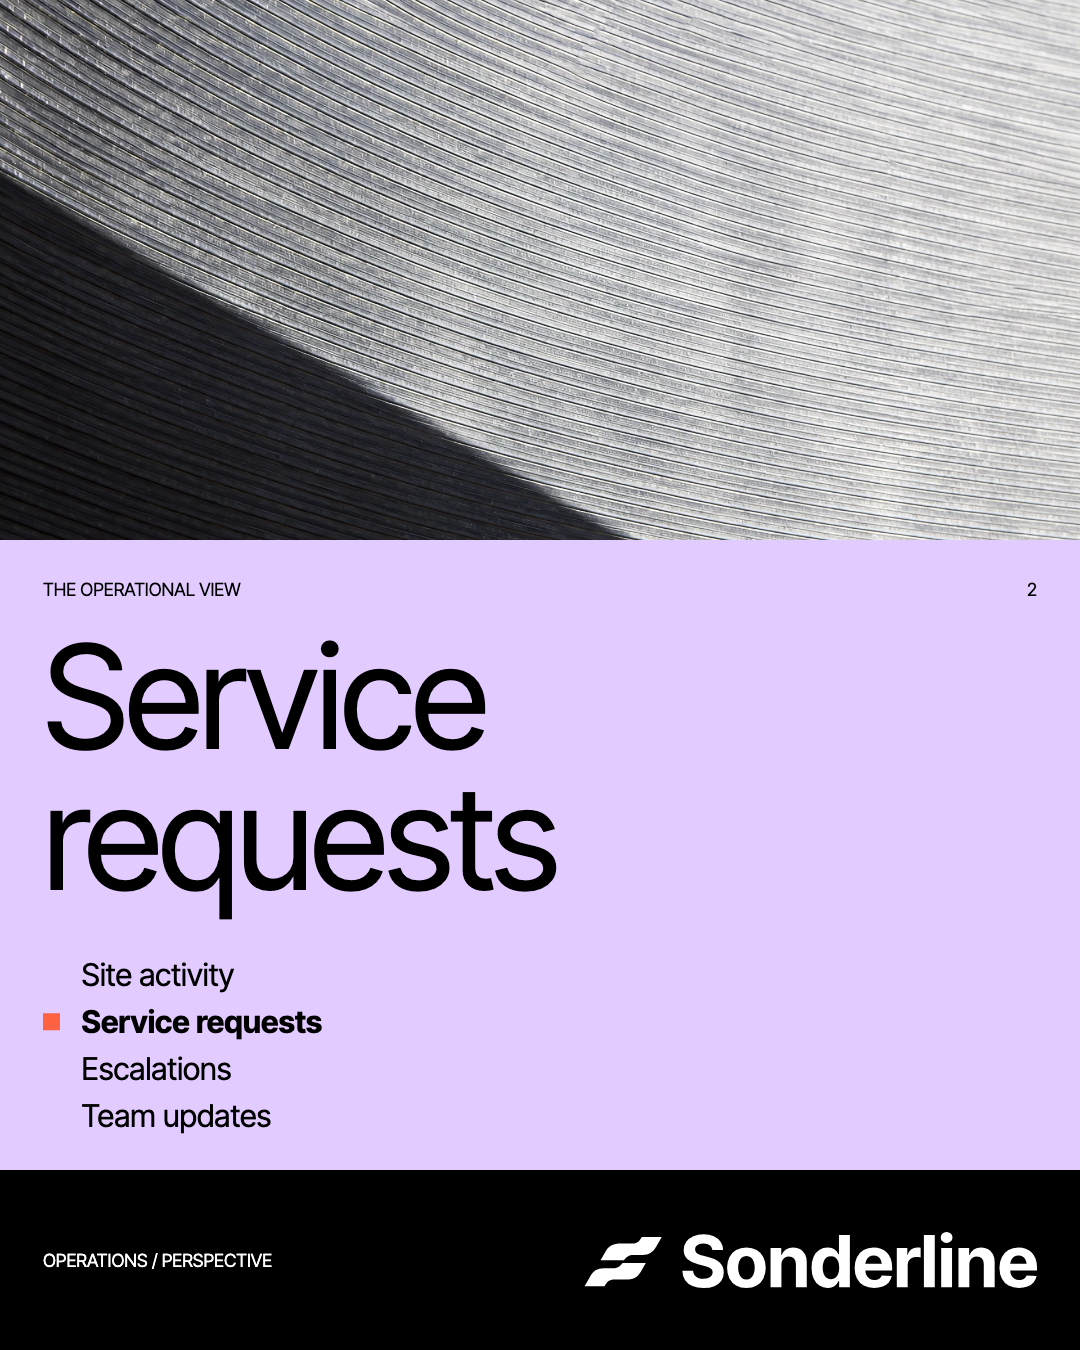 THE OPERATIONAL VIEW
2
Service
requests
Site activity
Service requests
Escalations
Team updates
OPERATIONS / PERSPECTIVE
Sonderline